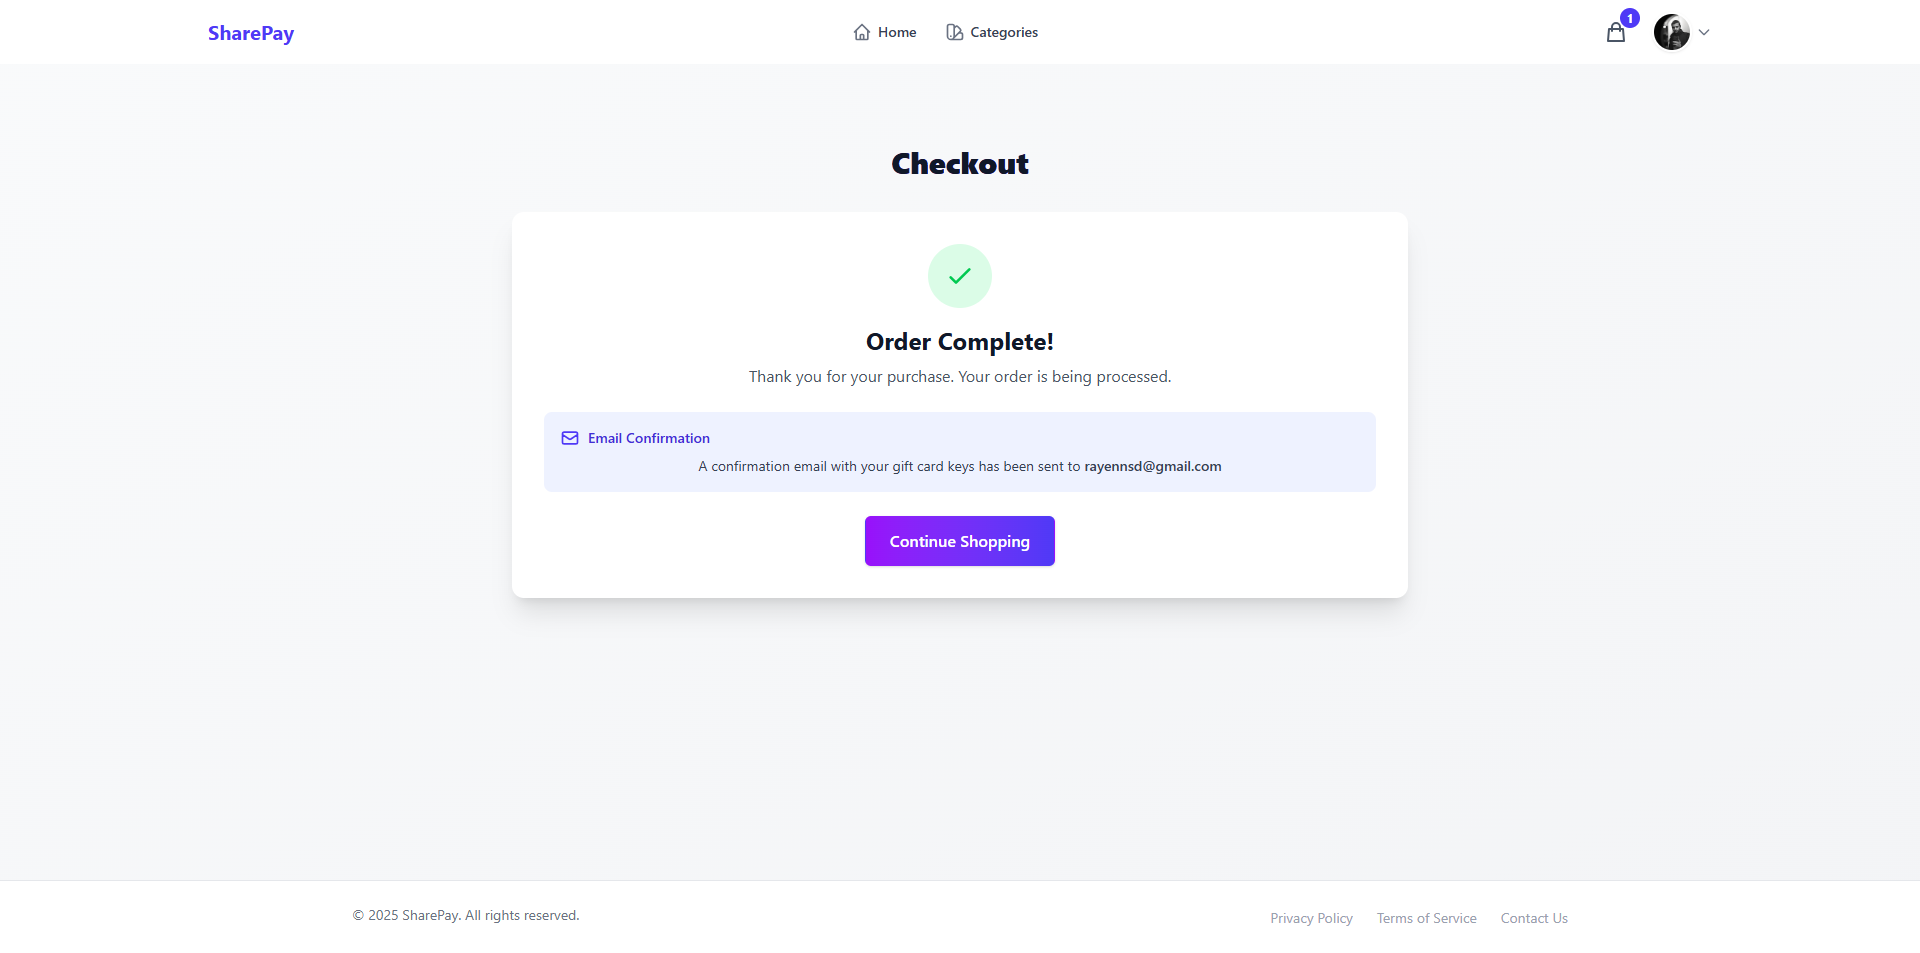 SharePay
Home
Categories
1
Checkout
Order Complete!
Thank you for your purchase. Your order is being processed.
Email Confirmation
A confirmation email with your gift card keys has been sent to rayennsd@gmail.com
Continue Shopping
© 2025 SharePay. All rights reserved.
Privacy Policy
Terms of Service
Contact Us